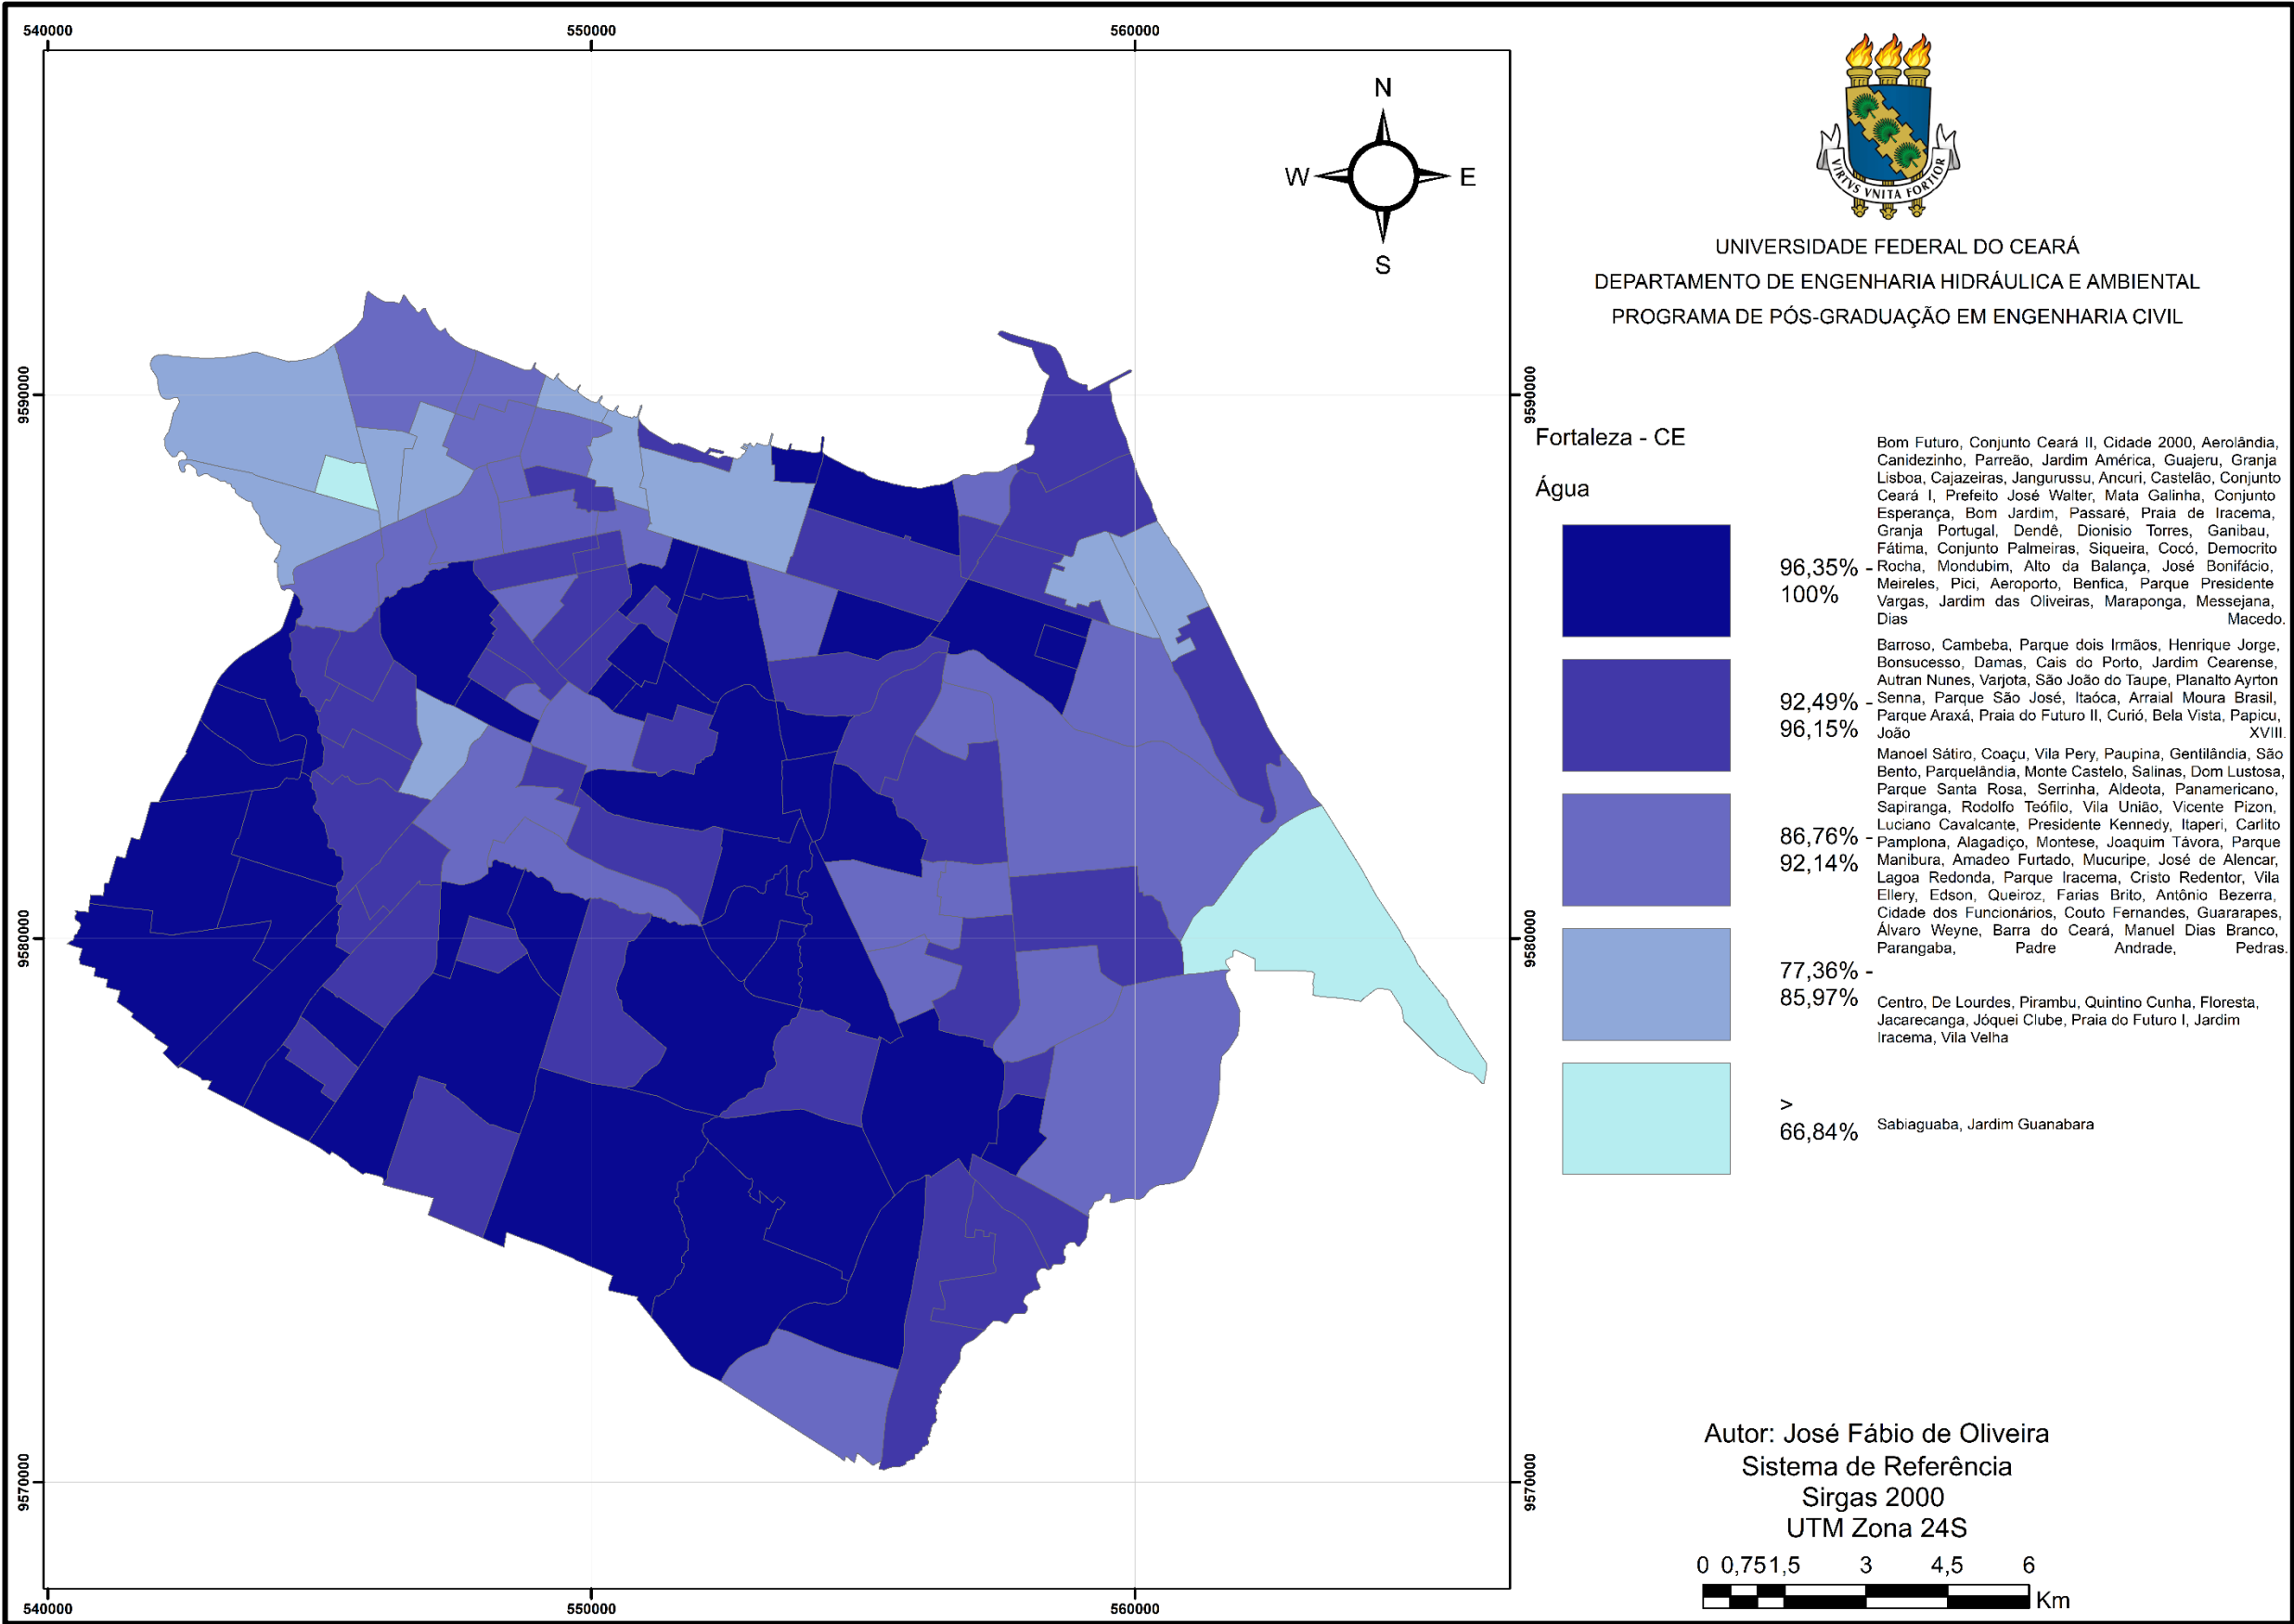 540000
550000
560000
N
W
E
S
9590000
9590000
9580000
9580000
9570000
9570000
540000
550000
560000
VIRTVS VNITA FORTIOR
UNIVERSIDADE FEDERAL DO CEARÁ
DEPARTAMENTO DE ENGENHARIA HIDRÁULICA E AMBIENTAL
PROGRAMA DE PÓS-GRADUAÇÃO EM ENGENHARIA CIVIL
Fortaleza - CE
Água
96,35% -
100%
Bom Futuro, Conjunto Ceará II, Cidade 2000, Aerolândia,
Canidezinho, Parreão, Jardim América, Guajeru, Granja
Lisboa, Cajazeiras, Jangurussu, Ancuri, Castelão, Conjunto
Ceará I, Prefeito José Walter, Mata Galinha, Conjunto
Esperança, Bom Jardim, Passaré, Praia de Iracema,
Granja Portugal, Dendê, Dionisio Torres, Ganibau,
Fátima, Conjunto Palmeiras, Siqueira, Cocó, Democrito
Rocha, Mondubim, Alto da Balança, José Bonifácio,
Meireles, Pici, Aeroporto, Benfica, Parque Presidente
Vargas, Jardim das Oliveiras, Maraponga, Messejana,
Dias Macedo.
92,49% -
96,15%
Barroso, Cambeba, Parque dois Irmãos, Henrique Jorge,
Bonsucesso, Damas, Cais do Porto, Jardim Cearense,
Autran Nunes, Varjota, São João do Taupe, Planalto Ayrton
Senna, Parque São José, Itaóca, Arraial Moura Brasil,
Parque Araxá, Praia do Futuro II, Curió, Bela Vista, Papicu,
João XVIII.
86,76% -
92,14%
Manoel Sátiro, Coaçu, Vila Pery, Paupina, Gentilândia, São
Bento, Parquelândia, Monte Castelo, Salinas, Dom Lustosa,
Parque Santa Rosa, Serrinha, Aldeota, Panamericano,
Sapiranga, Rodolfo Teófilo, Vila União, Vicente Pizon,
Luciano Cavalcante, Presidente Kennedy, Itaperi, Carlito
Pamplona, Alagadiço, Montese, Joaquim Távora, Parque
Manibura, Amadeo Furtado, Mucuripe, José de Alencar,
Lagoa Redonda, Parque Iracema, Cristo Redentor, Vila
Ellery, Edson, Queiroz, Farias Brito, Antônio Bezerra,
Cidade dos Funcionários, Couto Fernandes, Guararapes,
Álvaro Weyne, Barra do Ceará, Manuel Dias Branco,
Parangaba, Padre Andrade, Pedras.
77,36% -
85,97%
Centro, De Lourdes, Pirambu, Quintino Cunha, Floresta,
Jacarecanga, Jóquei Clube, Praia do Futuro I, Jardim
Iracema, Vila Velha
>
66,84%
Sabiaguaba, Jardim Guanabara
Autor: José Fábio de Oliveira
Sistema de Referência
Sirgas 2000
UTM Zona 24S
0 0,75 1,5 3 4,5 6
Km